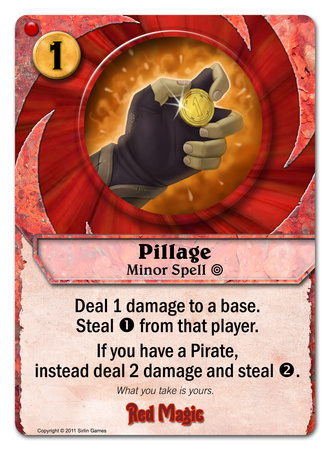 1
Pillage
Minor Spell ◎
Deal 1 damage to a base.
Steal ❶ from that player.
If you have a Pirate,
instead deal 2 damage and steal ❷.
What you take is yours.
Red Magic
Copyright © 2011 Sirlin Games